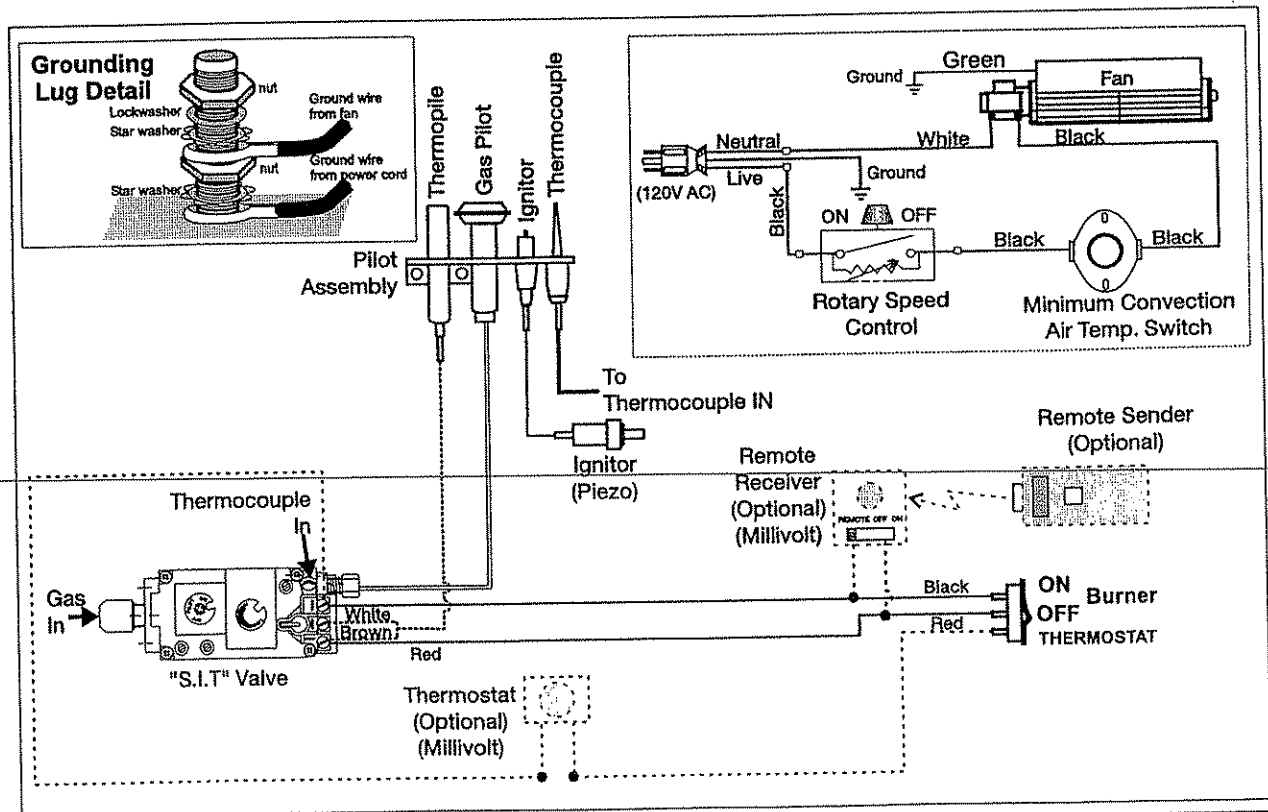 Grounding
Lug Detail
nut
Lockwasher
Star washer
Ground wire
from fan
nut
Ground wire
from power cord
Star washer
Thermopile
Gas Pilot
Ignitor
Thermocouple
Pilot
Assembly
To
Thermocouple IN
Ignitor
(Piezo)
Green
Ground
Fan
Neutral
White
Black
Live
Ground
(120V AC)
Black
ON
OFF
Black
Black
Rotary Speed
Control
Minimum Convection
Air Temp. Switch
Remote Sender
(Optional)
Remote
Receiver
(Optional)
(Millivolt)
REMOTE OFF ON
Thermocouple
In
Gas
In
White
Brown
Red
"S.I.T" Valve
Black
Red
ON
OFF
Burner
THERMOSTAT
Thermostat
(Optional)
(Millivolt)